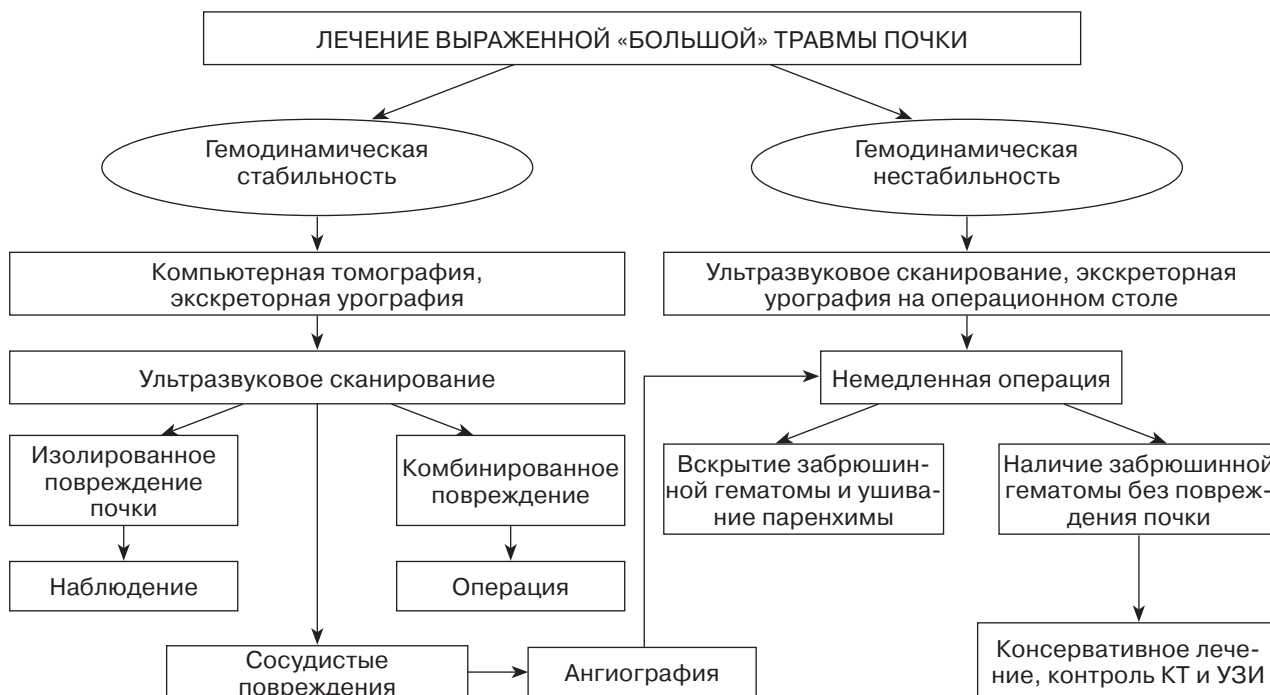 ЛЕЧЕНИЕ ВЫРАЖЕННОЙ «БОЛЬШОЙ» ТРАВМЫ ПОЧКИ
Гемодинамическая
стабильность
Гемодинамическая
нестабильность
Компьютерная томография,
экскреторная урография
Ультразвуковое сканирование, экскреторная
урография на операционном столе
Ультразвуковое сканирование
Немедленная операция
Изолированное
повреждение
почки
Комбинированное
повреждение
Вскрытие забрюшин-
ной гематомы и ушива-
ние паренхимы
Наличие забрюшинной
гематомы без повреж-
дения почки
Наблюдение
Операция
Сосудистые
повреждения
Ангиография
Консервативное лече-
ние, контроль КТ и УЗИ